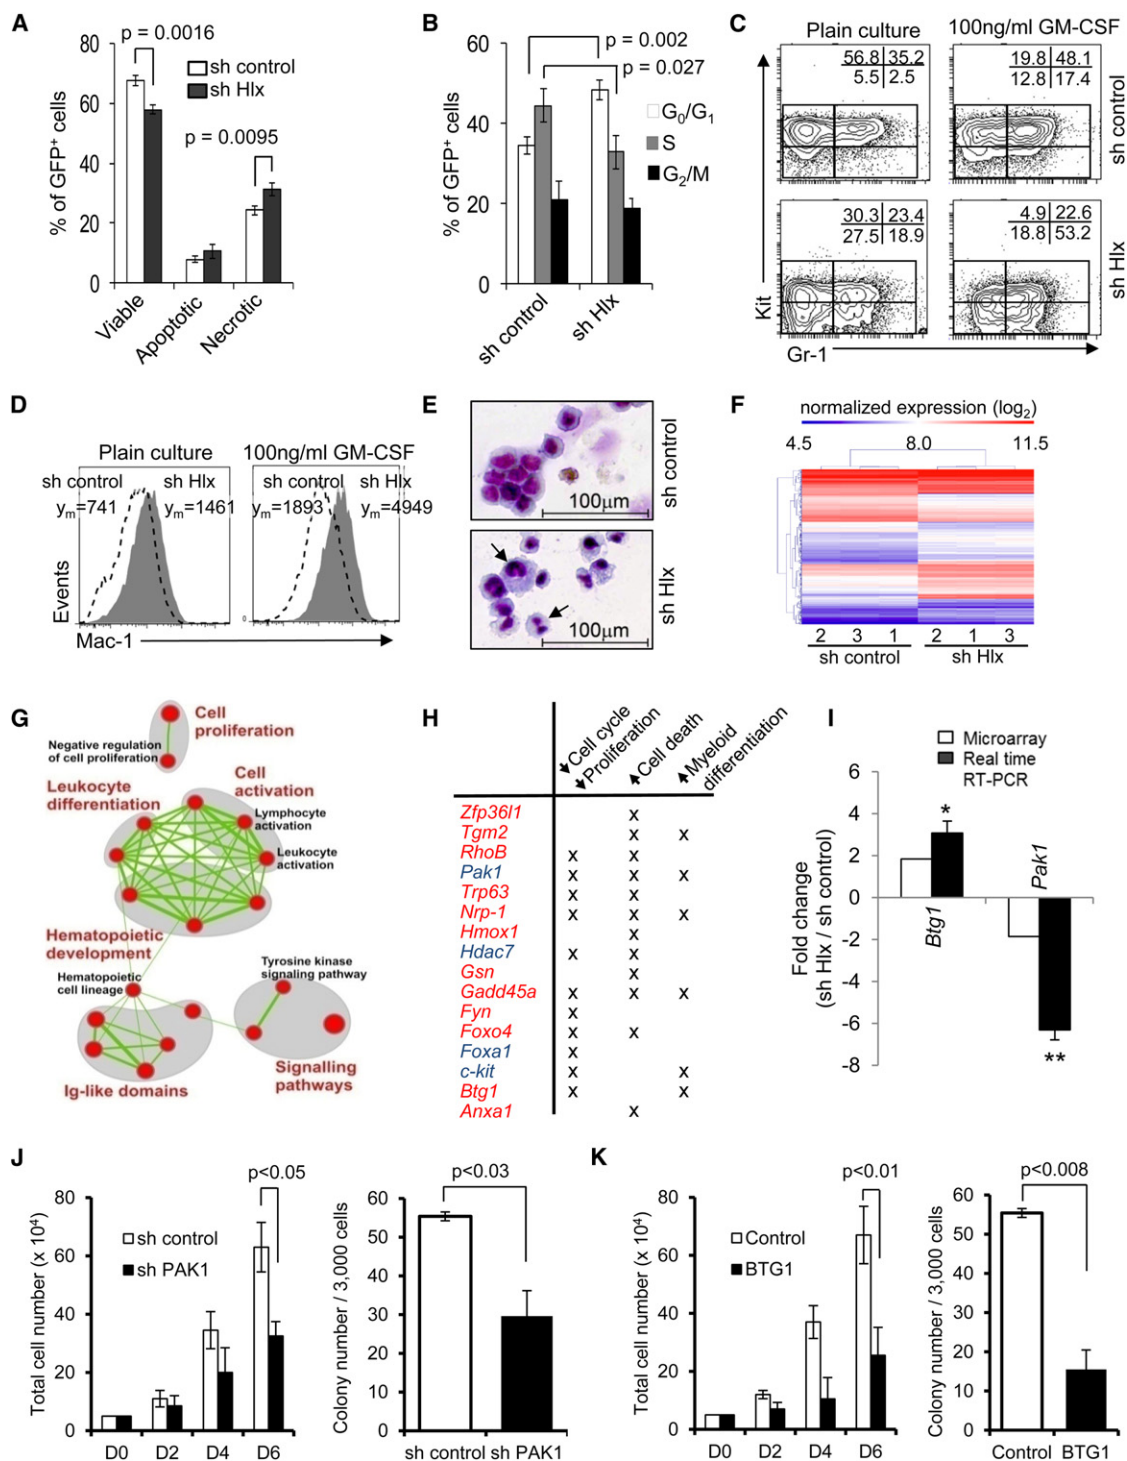 A
p = 0.0016
sh control
sh Hlx
p = 0.0095
% of GFP⁺ cells
80
60
40
20
0
Viable
Apoptotic
Necrotic
B
p = 0.002
p = 0.027
% of GFP⁺ cells
60
40
20
0
G₀/G₁
S
G₂/M
sh control
sh Hlx
C
Plain culture
100ng/ml GM-CSF
56.8 35.2
5.5 2.5
19.8 48.1
12.8 17.4
sh control
30.3 23.4
27.5 18.9
4.9 22.6
18.8 53.2
sh Hlx
Kit
Gr-1
D
Plain culture
100ng/ml GM-CSF
sh control
sh Hlx
yₘ=741
yₘ=1461
sh control
sh Hlx
yₘ=1893
yₘ=4949
Events
0
Mac-1
E
100μm
sh control
100μm
sh Hlx
F
normalized expression (log₂)
4.5 8.0 11.5
2 3 1 2 1 3
sh control sh Hlx
G
Cell
proliferation
Negative regulation
of cell proliferation
Leukocyte
differentiation
Cell
activation
Lymphocyte
activation
Leukocyte
activation
Hematopoietic
development
Hematopoietic
cell lineage
Tyrosine kinase
signaling pathway
Ig-like domains
Signalling
pathways
H
Cell cycle
Proliferation
Cell death
Myeloid
differentiation
Zfp36l1 x
Tgm2 x x
RhoB x x
Pak1 x x x
Trp63 x x
Nrp-1 x x x
Hmox1 x
Hdac7 x x
Gsn x
Gadd45a x x x
Fyn x
Foxo4 x x
Foxa1 x
c-kit x x
Btg1 x x
Anxa1 x
I
Microarray
Real time
RT-PCR
Fold change
(sh Hlx / sh control)
6
4
2
0
-2
-4
-6
-8
*
Btg1
Pak1
**
J
p<0.05
sh control
sh PAK1
Total cell number (x 10⁴)
80
60
40
20
0
D0 D2 D4 D6
p<0.03
Colony number / 3,000 cells
60
50
40
30
20
10
0
sh control sh PAK1
K
p<0.01
Control
BTG1
Total cell number (x 10⁴)
80
60
40
20
0
D0 D2 D4 D6
p<0.008
Colony number / 3,000 cells
60
50
40
30
20
10
0
Control BTG1